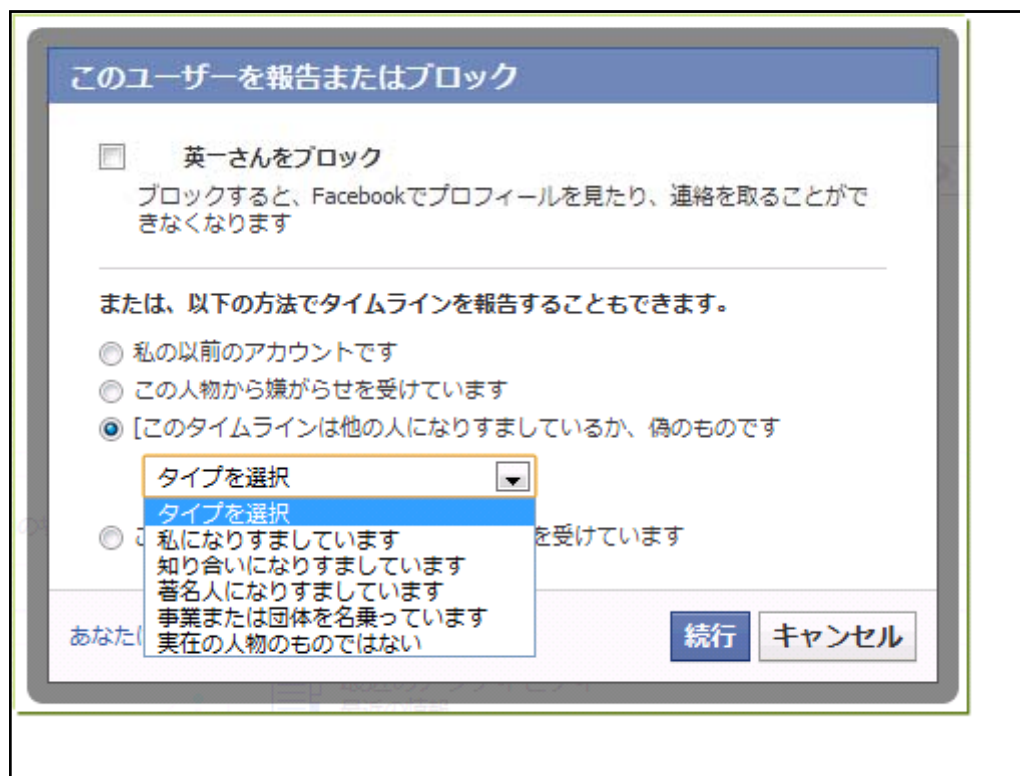 このユーザーを報告またはブロック
英一さんをブロック
ブロックすると、Facebookでプロフィールを見たり、連絡を取ることがで
きなくなります
または、以下の方法でタイムラインを報告することもできます。
私の以前のアカウントです
この人物から嫌がらせを受けています
[このタイムラインは他の人になりすましているか、偽のものです
タイプを選択
タイプを選択
私になりすましています
知り合いになりすましています
著名人になりすましています
事業または団体を名乗っています
実在の人物のものではない
を受けています
あなた
続行 キャンセル